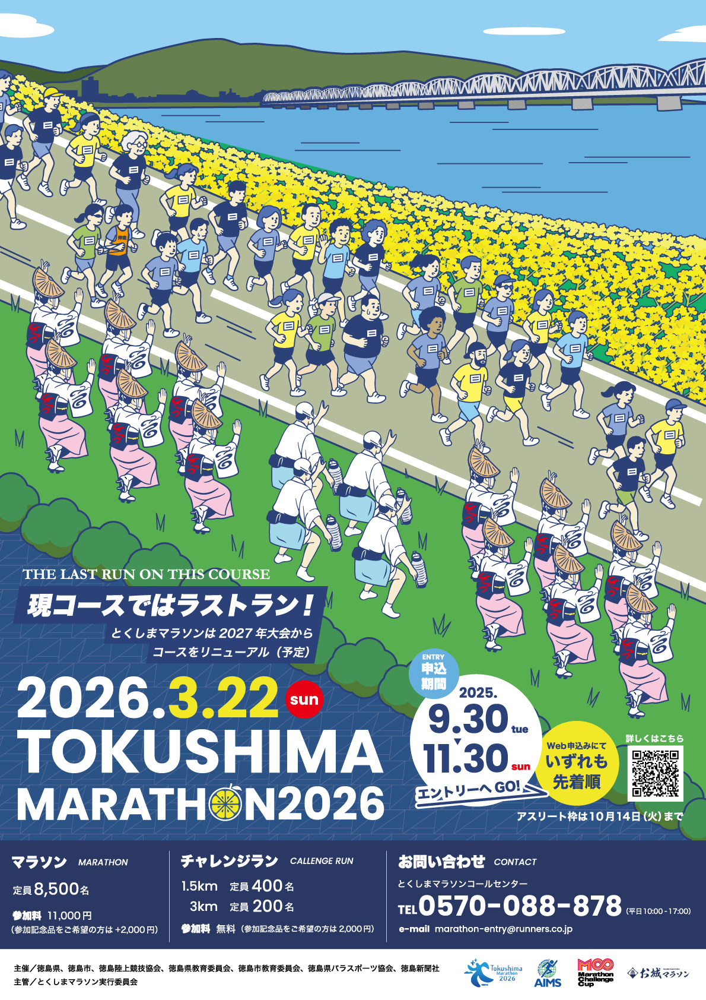 伴走
THE LAST RUN ON THIS COURSE
現コースではラストラン！
とくしまマラソンは 2027 年大会から
コースをリニューアル（予定）
2026.3.22 sun
TOKUSHIMA
MARATHON2026
ENTRY
申込
期間
2025.
9.30 tue
11.30 sun
エントリーへ GO!
Web申込みにて
いずれも
先着順
詳しくはこちら
アスリート枠は10月14日（火）まで
マラソン MARATHON
定員 8,500名
参加料 11,000 円
（参加記念品をご希望の方は +2,000 円）
チャレンジラン CALLENGE RUN
1.5km 定員 400 名
3km 定員 200 名
参加料 無料（参加記念品をご希望の方は 2,000 円）
お問い合わせ CONTACT
とくしまマラソンコールセンター
TEL 0570-088-878（平日10:00 -17:00）
e-mail marathon-entry@runners.co.jp
主催／徳島県、徳島市、徳島陸上競技協会、徳島県教育委員会、徳島市教育委員会、徳島県パラスポーツ協会、徳島新聞社
主管／とくしまマラソン実行委員会
Tokushima
Marathon
2026
AIMS
MCC
Marathon
Challenge
Cup
お城マラソン